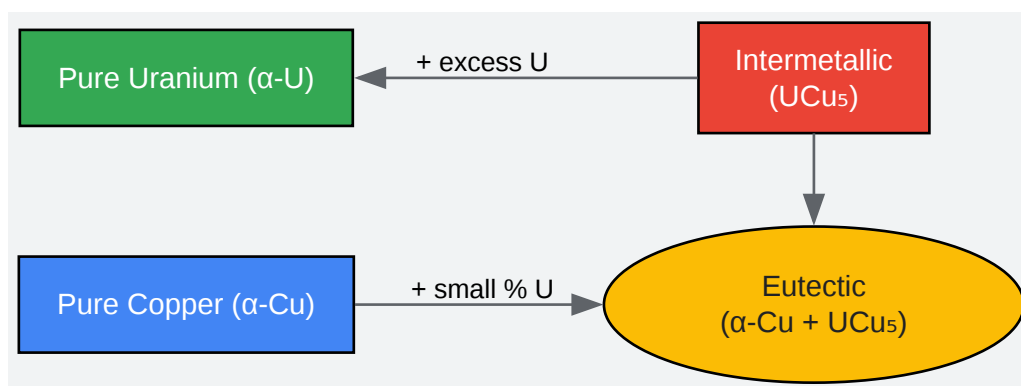 Pure Uranium (α-U)
+ excess U
Intermetallic
(UCu₅)
Pure Copper (α-Cu)
+ small % U
Eutectic
(α-Cu + UCu₅)